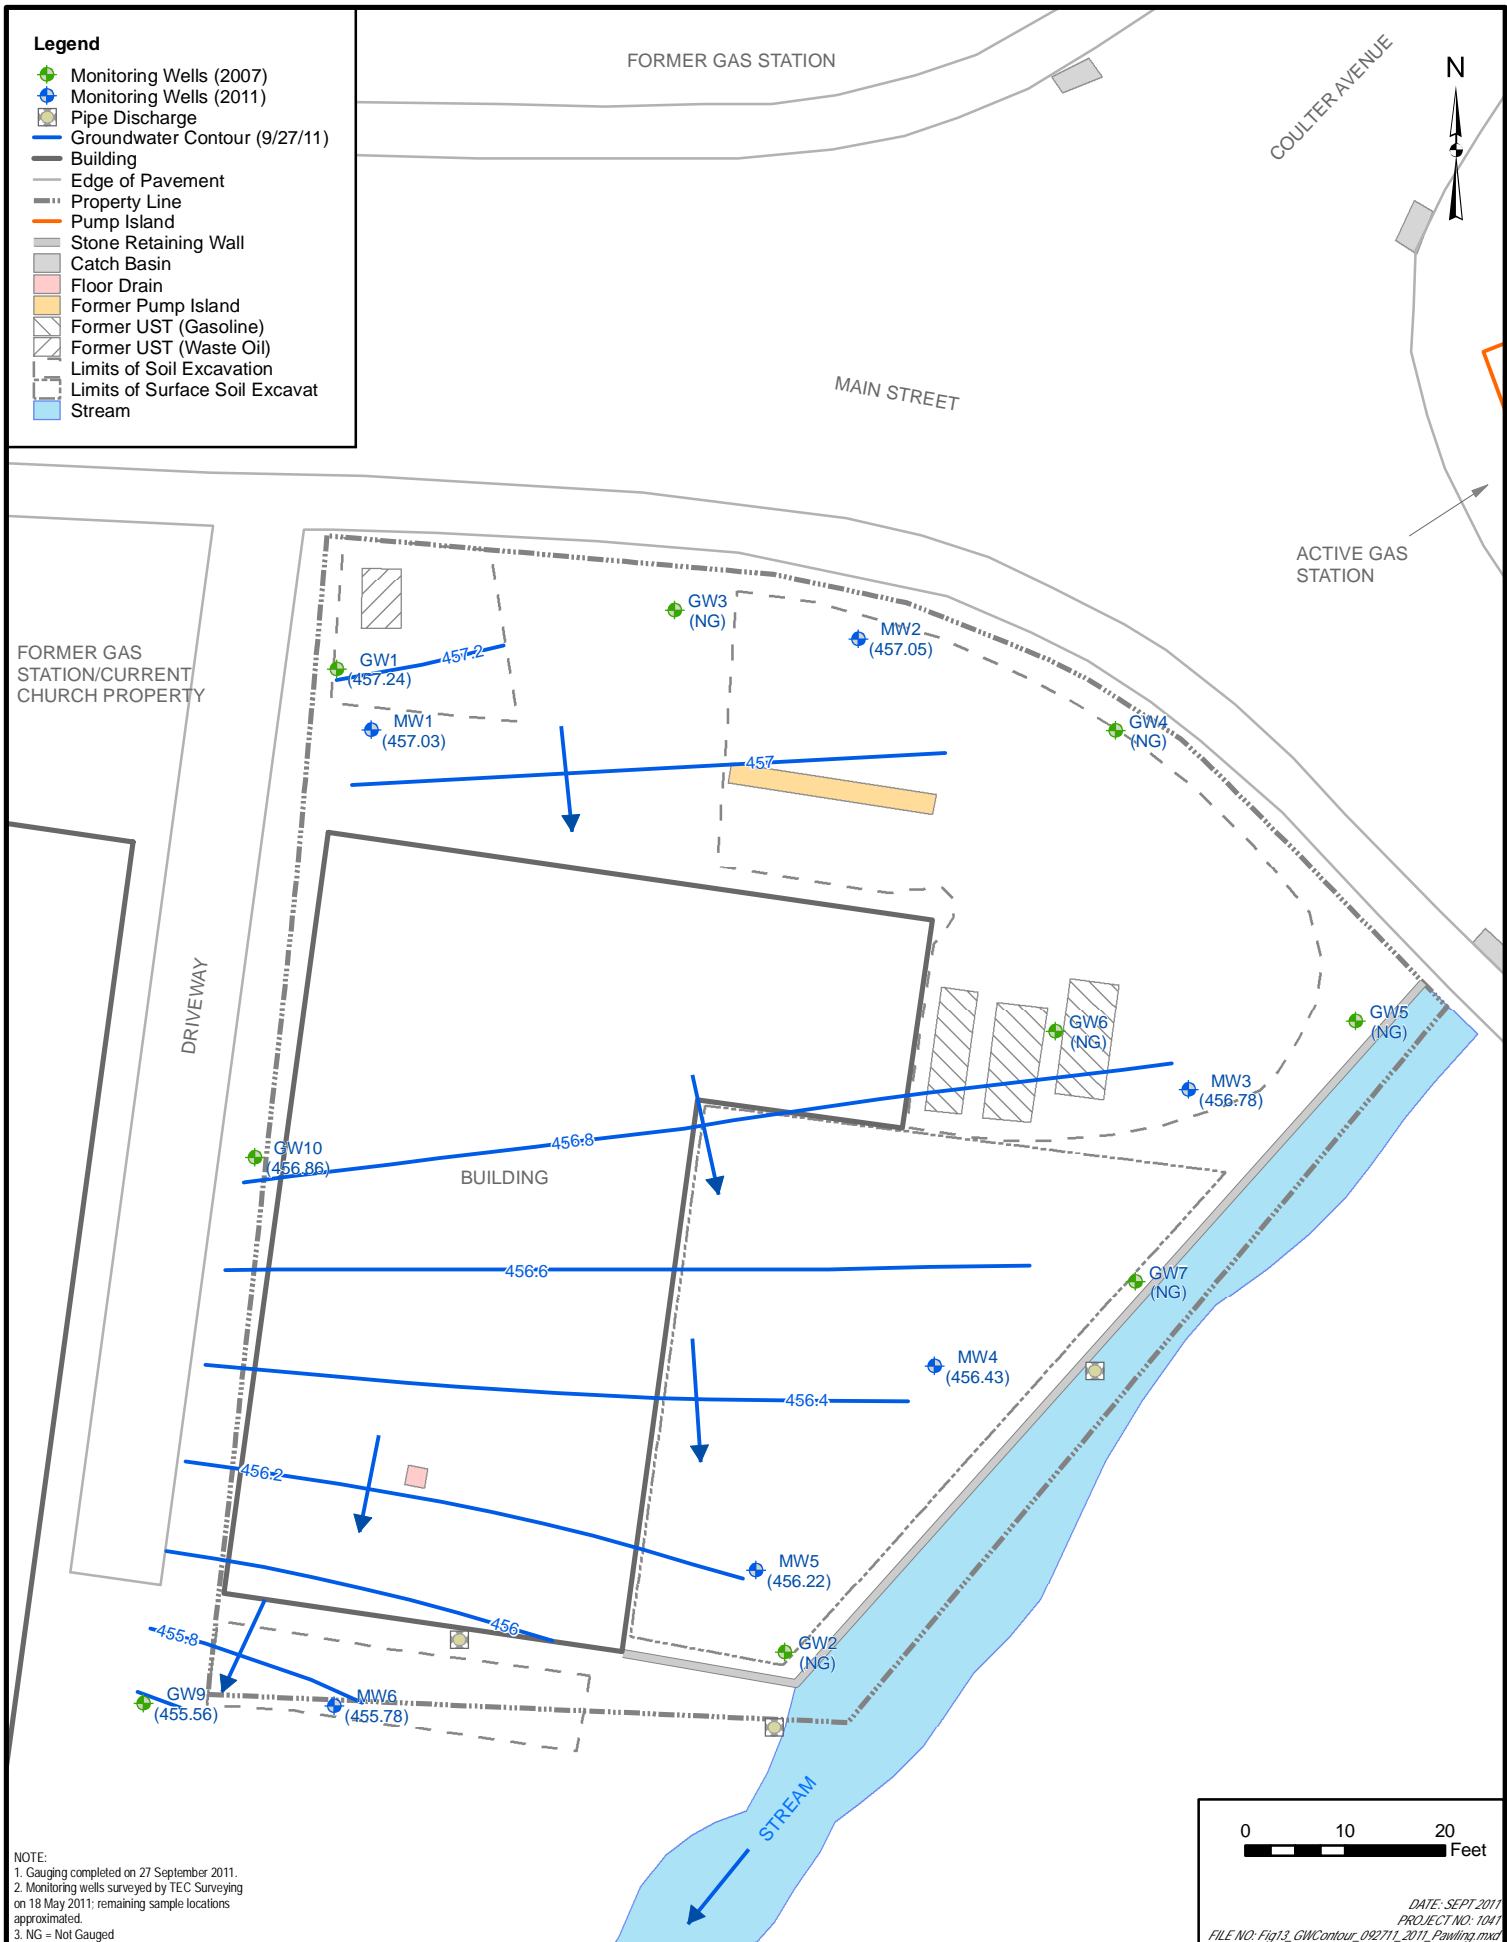 Legend
Monitoring Wells (2007)
Monitoring Wells (2011)
Pipe Discharge
Groundwater Contour (9/27/11)
Building
Edge of Pavement
Property Line
Pump Island
Stone Retaining Wall
Catch Basin
Floor Drain
Former Pump Island
Former UST (Gasoline)
Former UST (Waste Oil)
Limits of Soil Excavation
Limits of Surface Soil Excavat
Stream
FORMER GAS STATION
COULTER AVENUE
N
MAIN STREET
ACTIVE GAS
STATION
FORMER GAS
STATION/CURRENT
CHURCH PROPERTY
GW3
(NG)
MW2
(457.05)
GW1
(457.24)
457.2
MW1
(457.03)
GW4
(NG)
457
DRIVEWAY
GW5
(NG)
GW6
(NG)
MW3
(456.78)
GW10
(456.86)
456.8
BUILDING
456.6
GW7
(NG)
MW4
(456.43)
456.4
456.2
MW5
(456.22)
456
455.8
GW2
(NG)
GW9
(455.56)
MW6
(455.78)
STREAM
0 10 20
Feet
NOTE:
1. Gauging completed on 27 September 2011.
2. Monitoring wells surveyed by TEC Surveying
on 18 May 2011; remaining sample locations
approximated.
3. NG = Not Gauged
DATE: SEPT 2011
PROJECT NO: 1041
FILE NO: Fig13_GWContour_092711_2011_Pawling.mxd